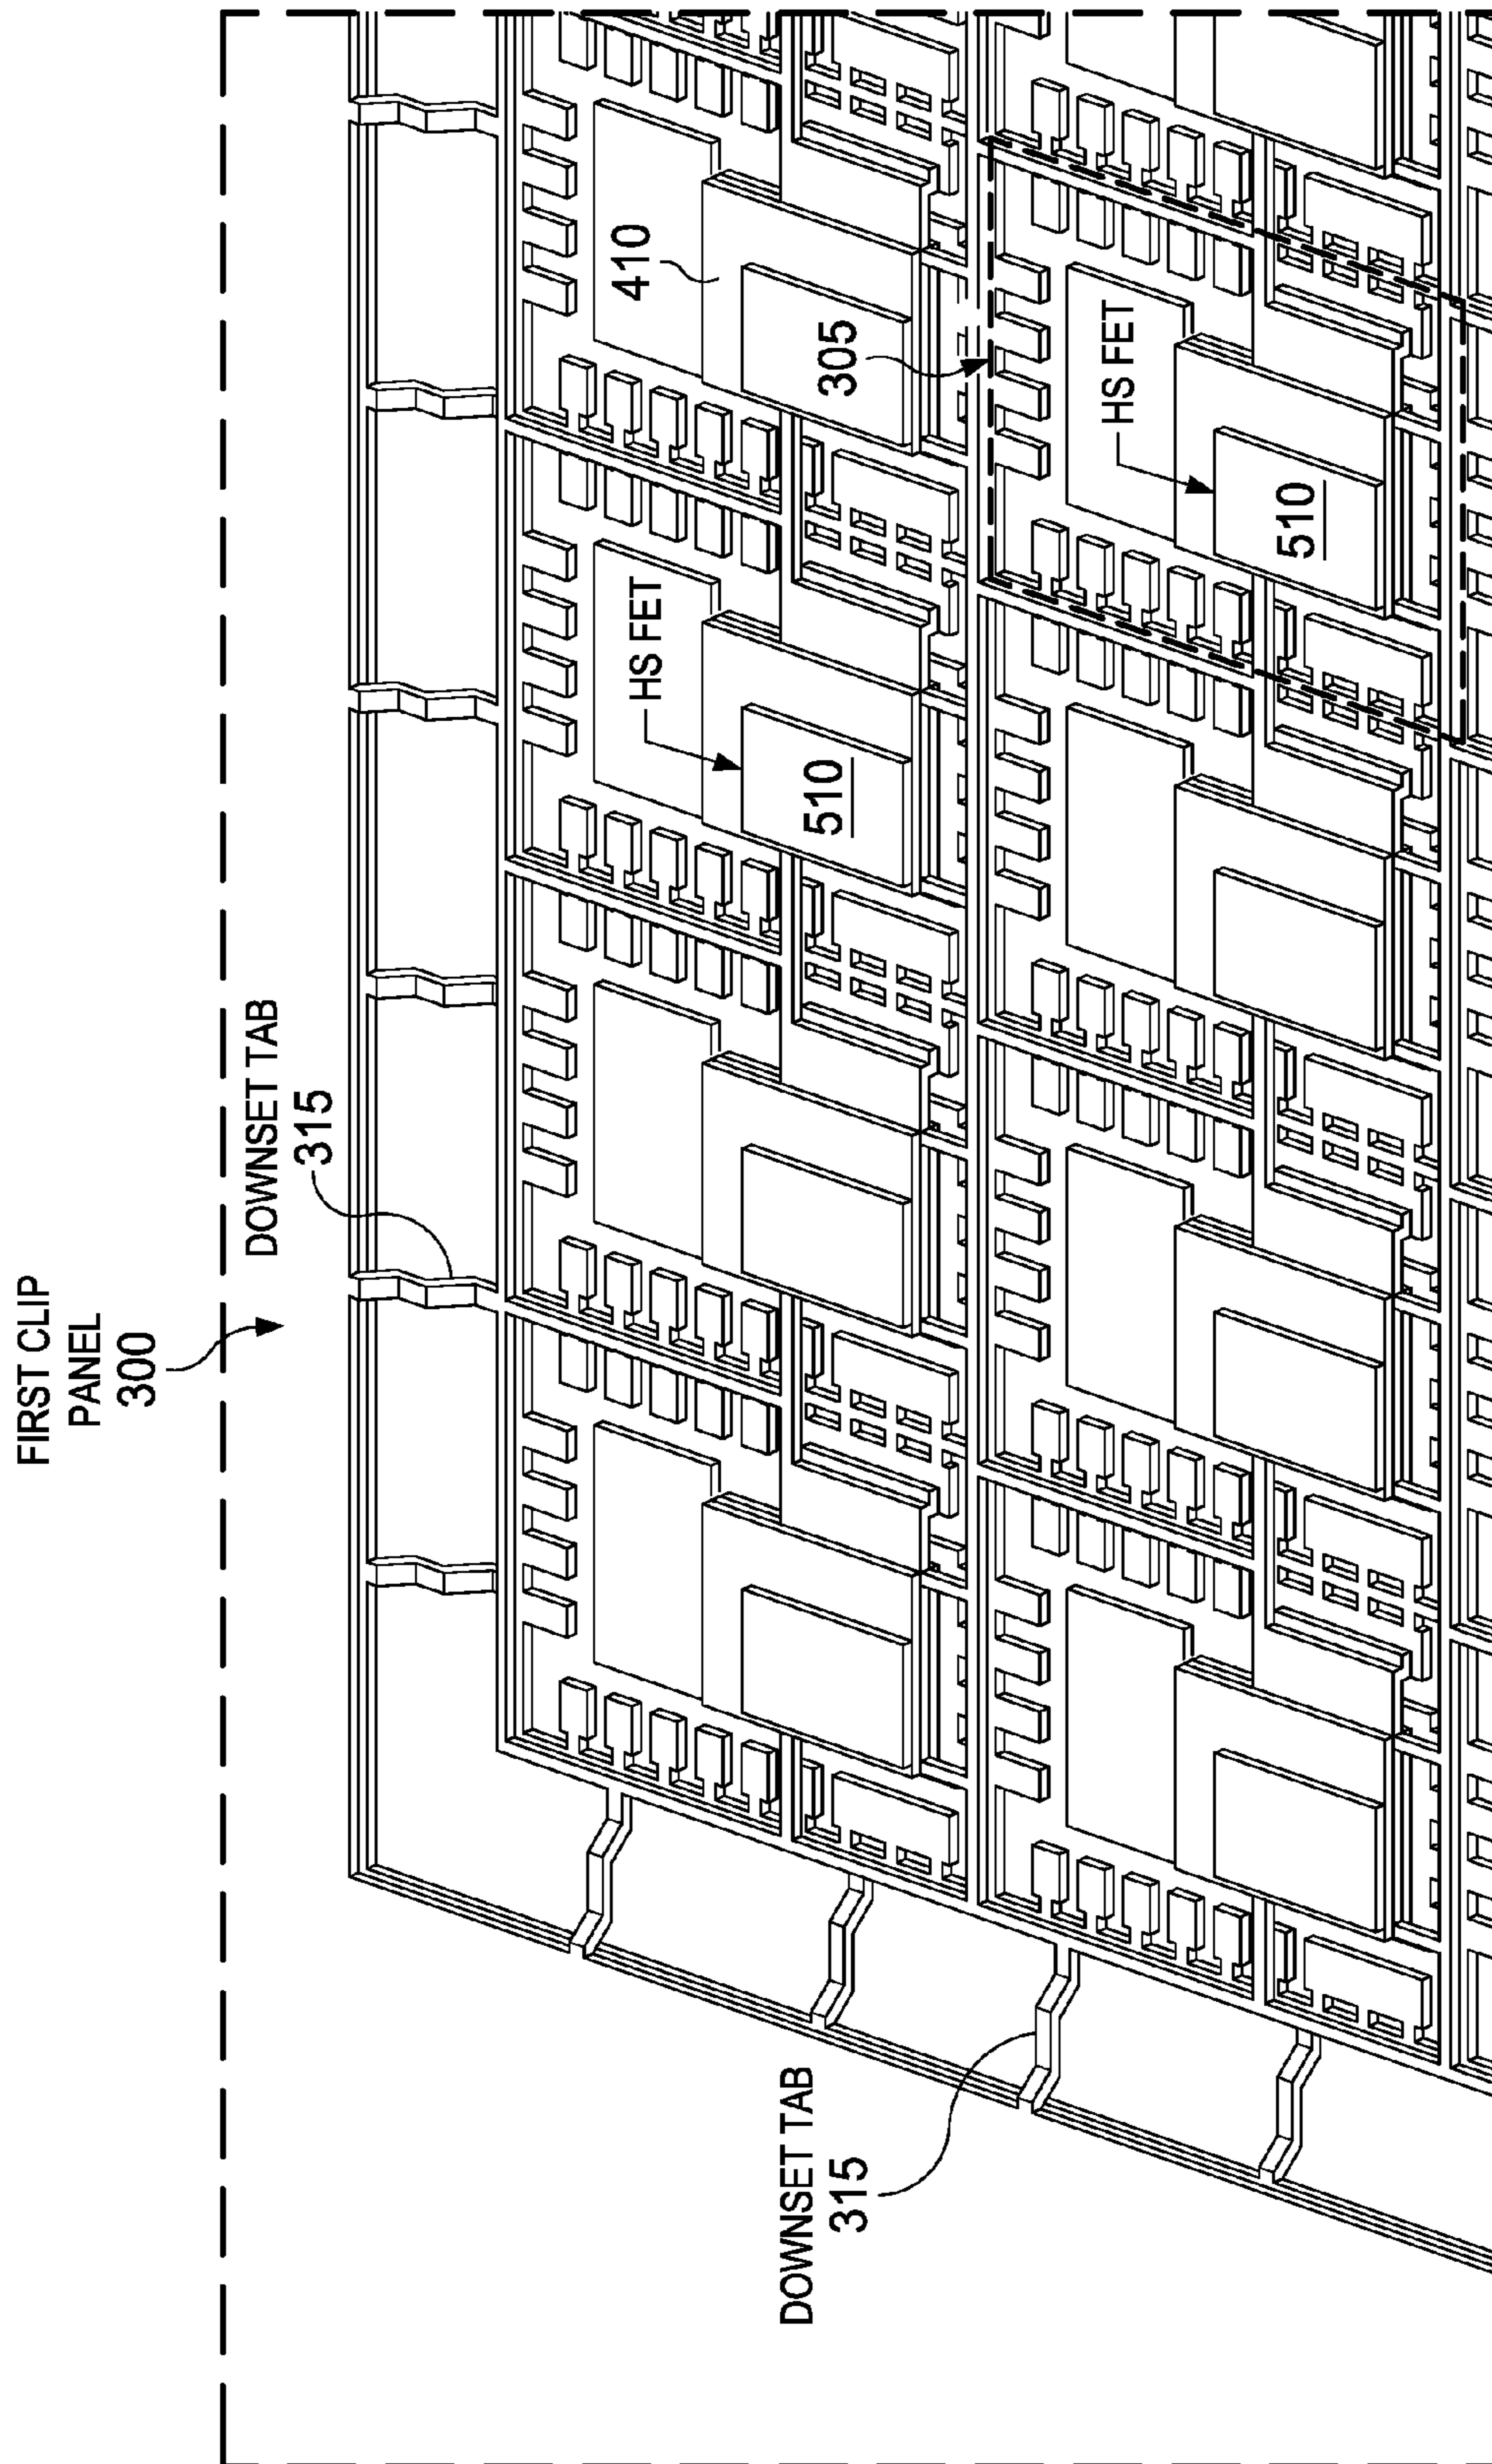 FIRST CLIP
PANEL
300
DOWNSET TAB
315
DOWNSET TAB
315
HS FET
510
410
305
HS FET
510